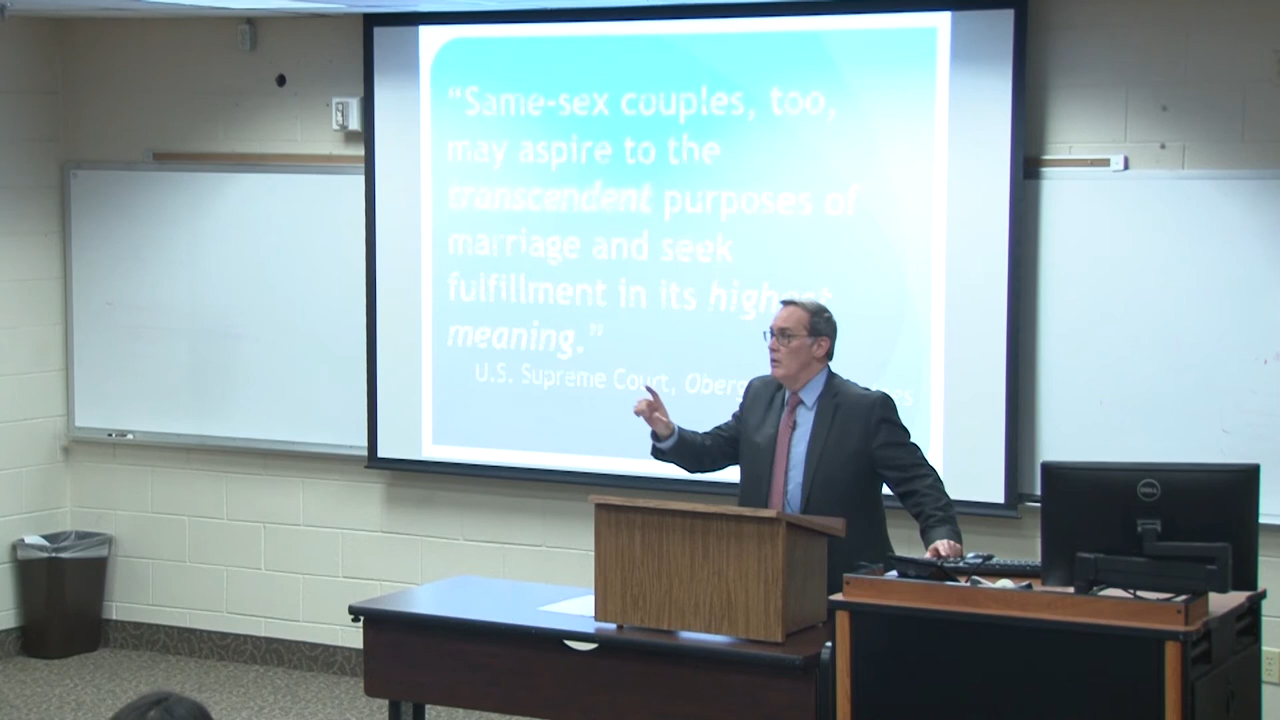 “Same-sex couples, too,
may aspire to the
transcendent purposes of
marriage and seek
fulfillment in its highest
meaning.”
U.S. Supreme Court,
DELL